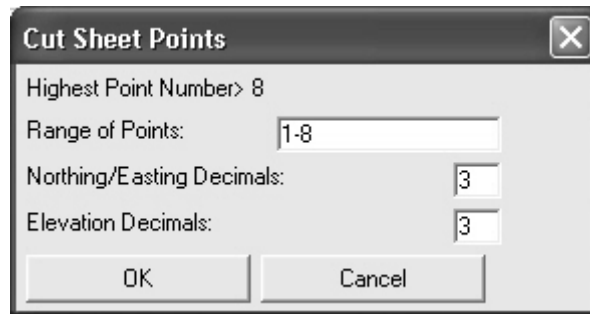 Cut Sheet Points
Highest Point Number> 8
Range of Points: 1-8
Northing/Easting Decimals: 3
Elevation Decimals: 3
OK Cancel